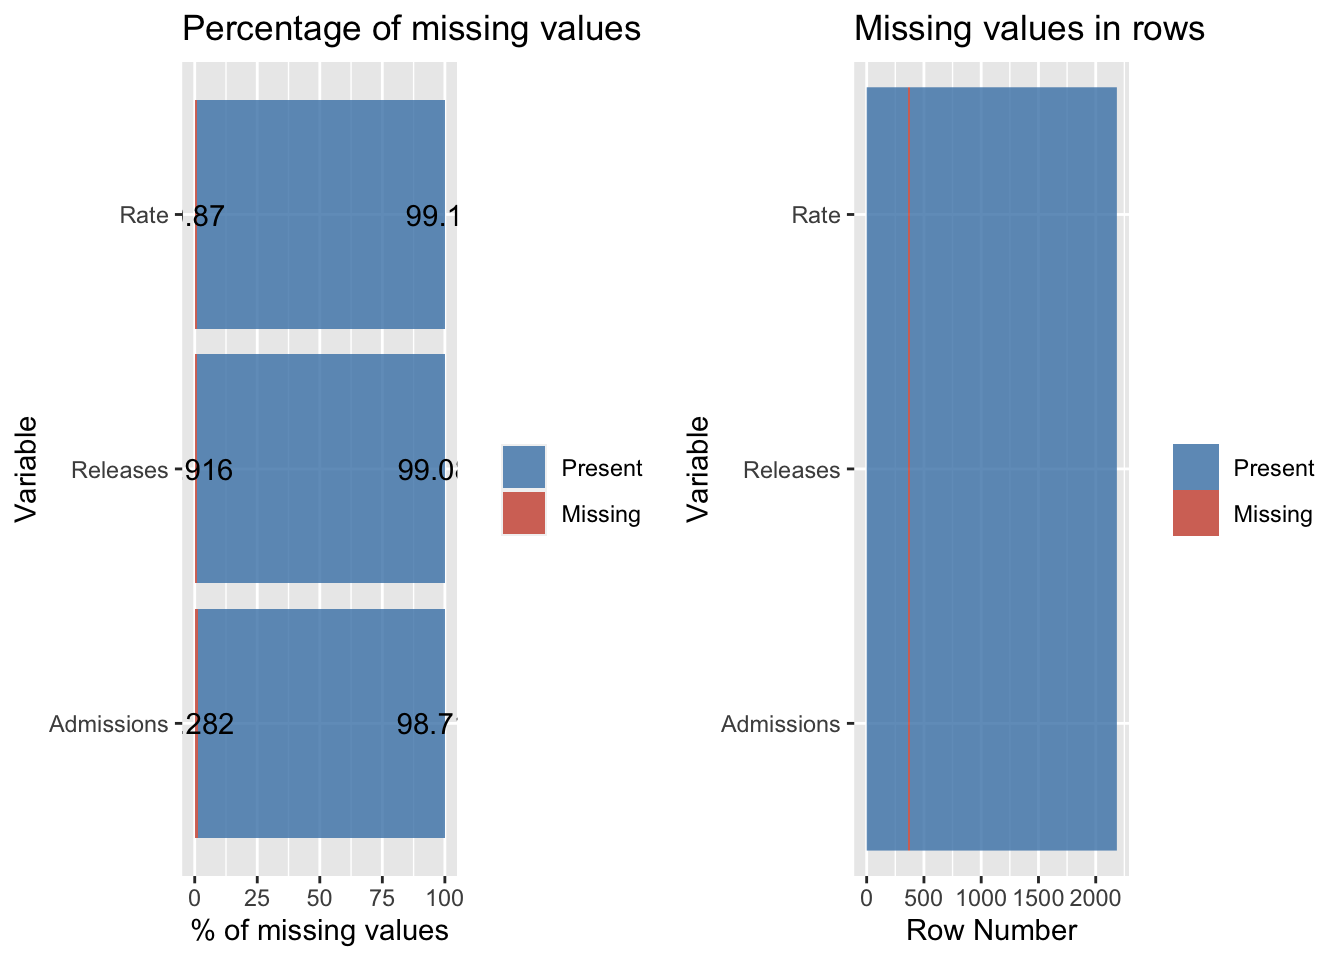 Percentage of missing values
Rate
.87
99.1
Releases
916
99.08
Admissions
.282
98.7
0 25 50 75 100
% of missing values
Variable
Present
Missing
Missing values in rows
Rate
Releases
Admissions
0 500 1000 1500 2000
Row Number
Variable
Present
Missing